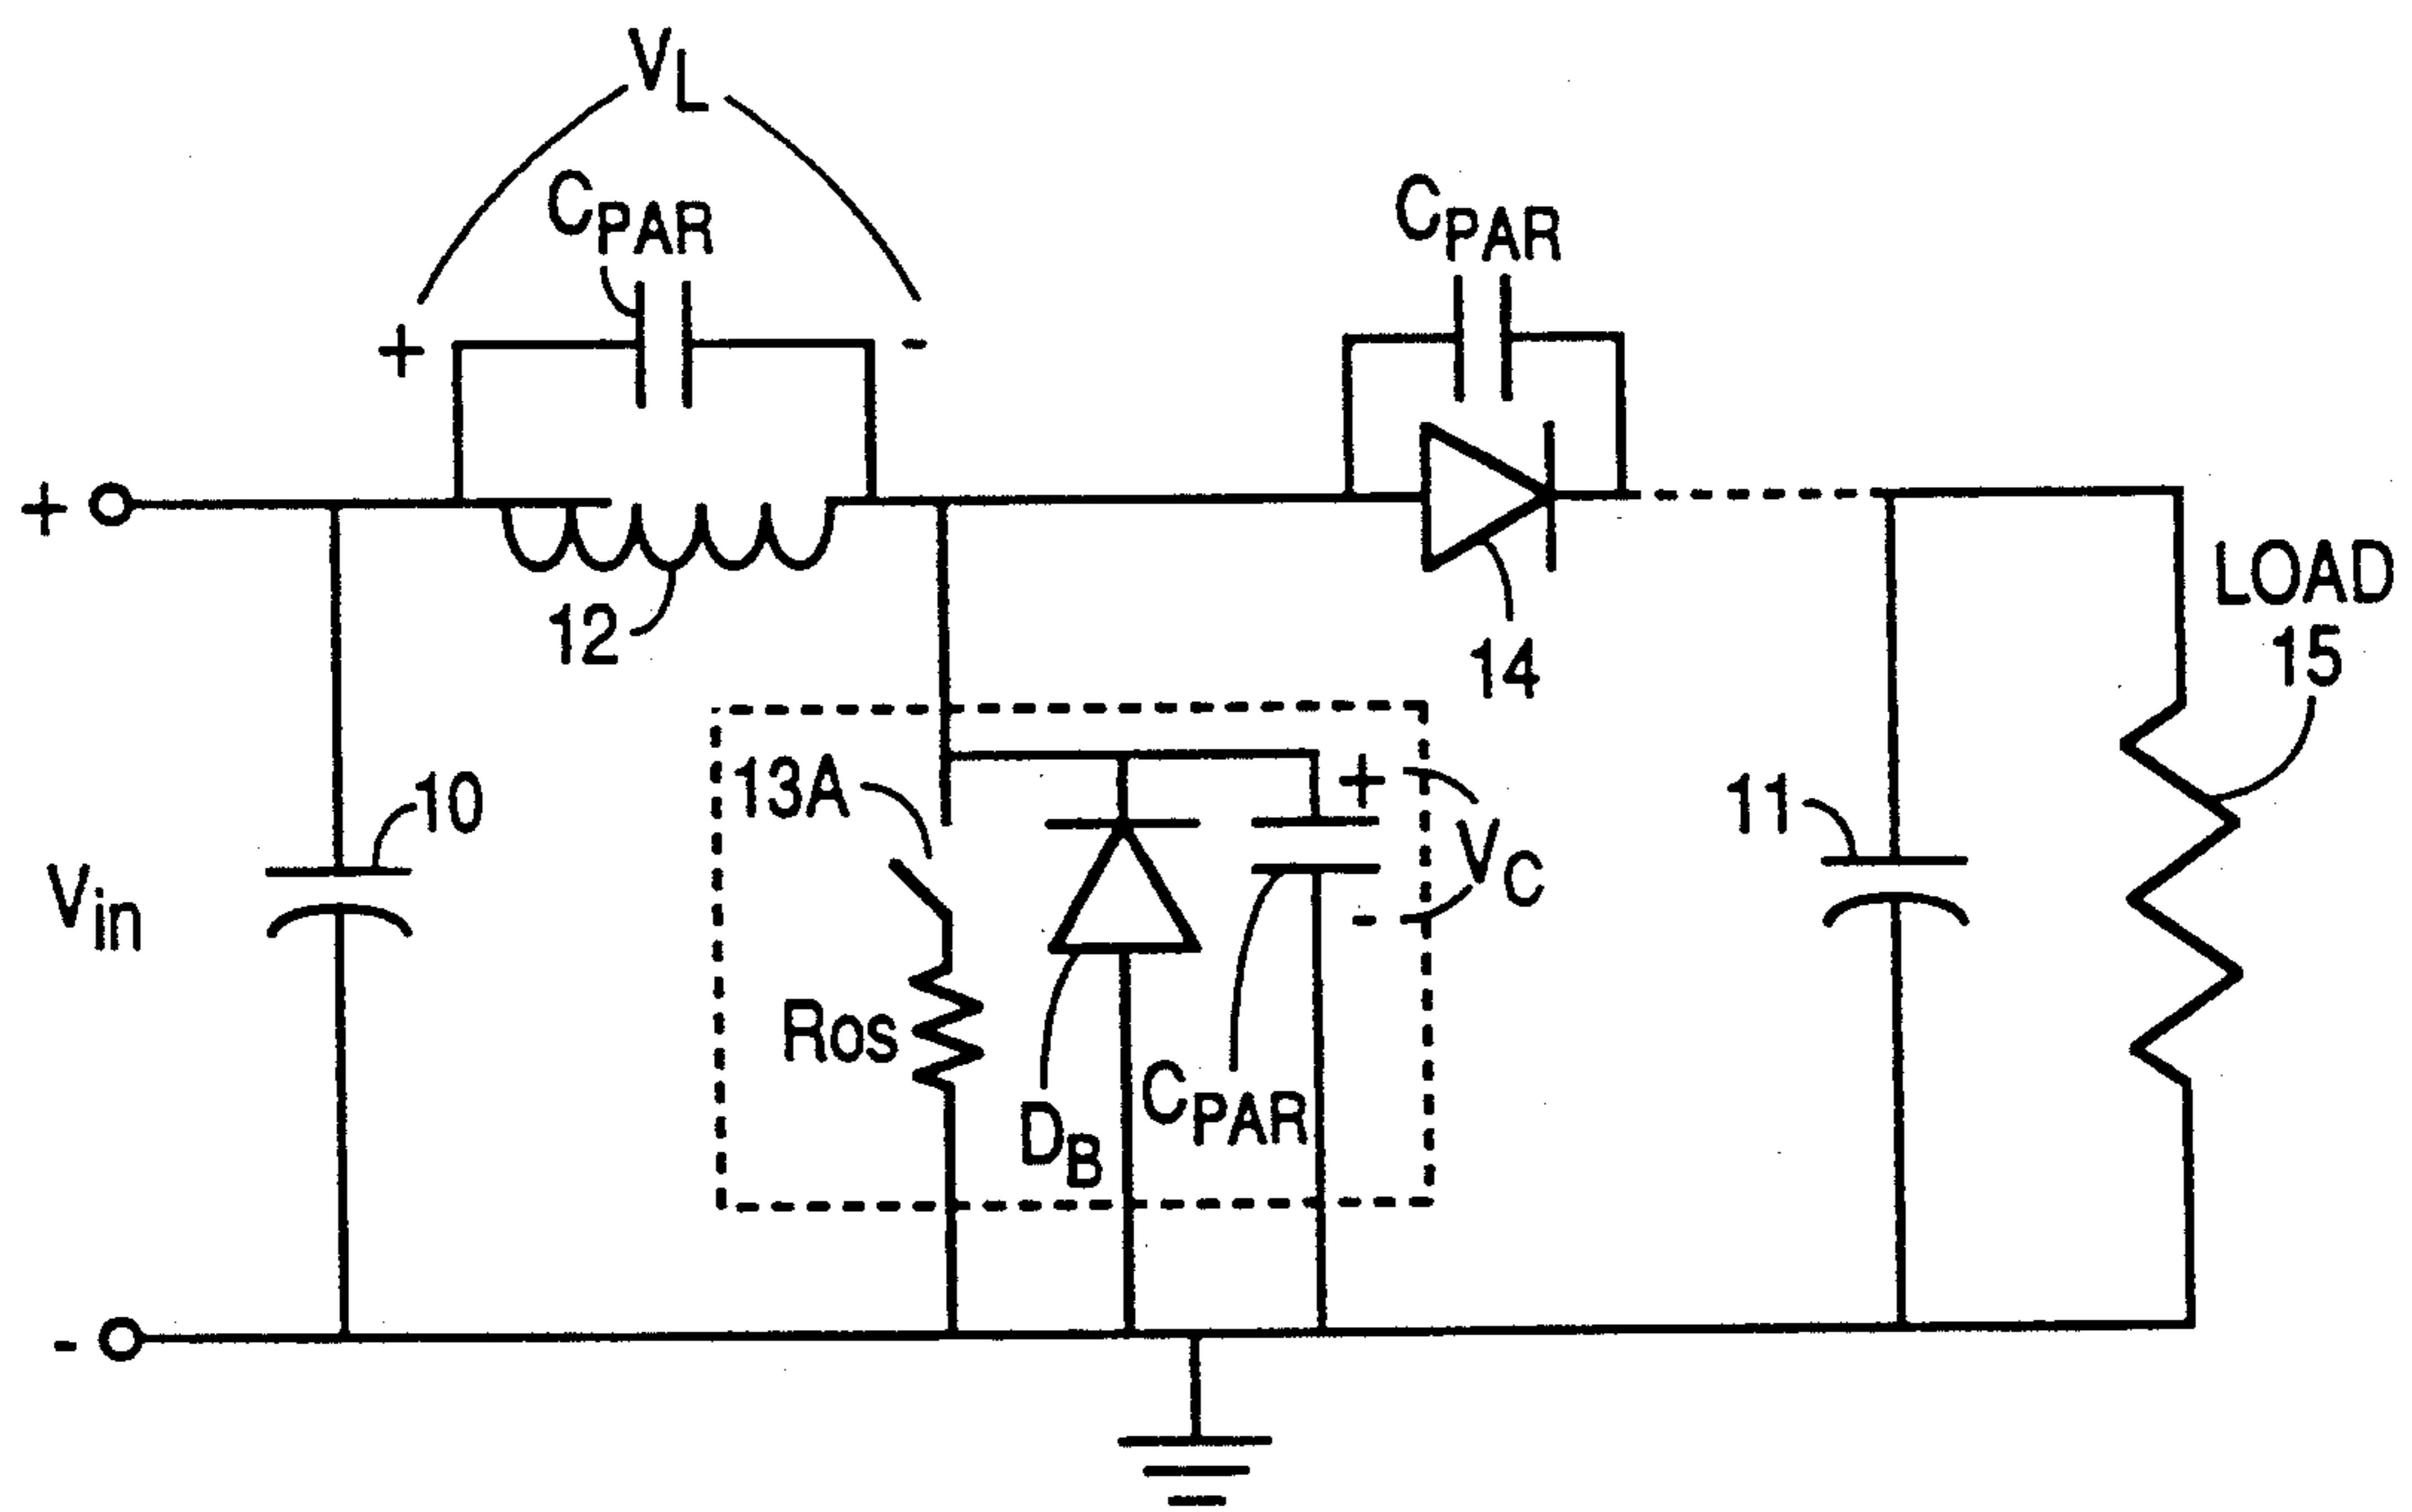 VL
CPAR
CPAR
+
-
+
12
14
LOAD
15
13A
+
10
11
VC
Vin
-
Ros
CPAR
DB
-